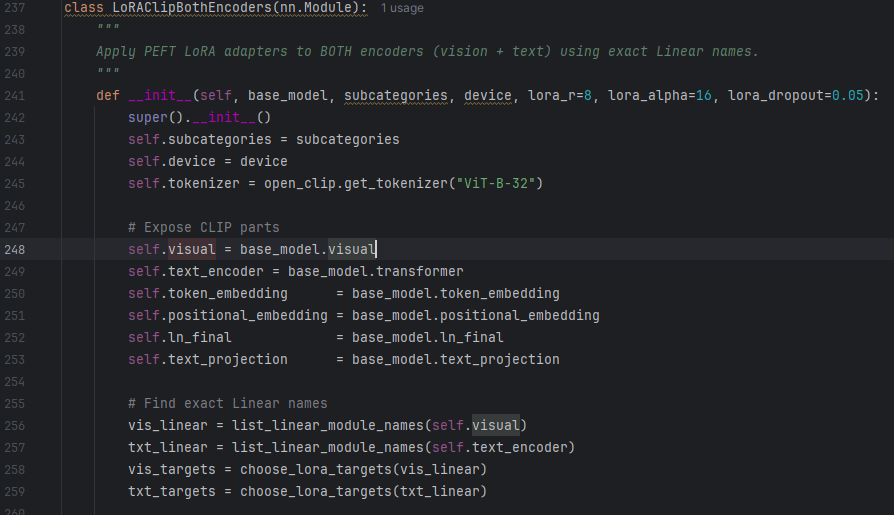 237 class LoRAClipBothEncoders(nn.Module): 1 usage
238     """
239     Apply PEFT LoRA adapters to BOTH encoders (vision + text) using exact Linear names.
240     """
241     def __init__(self, base_model, subcategories, device, lora_r=8, lora_alpha=16, lora_dropout=0.05):
242         super().__init__()
243         self.subcategories = subcategories
244         self.device = device
245         self.tokenizer = open_clip.get_tokenizer("ViT-B-32")
246
247         # Expose CLIP parts
248         self.visual = base_model.visual
249         self.text_encoder = base_model.transformer
250         self.token_embedding      = base_model.token_embedding
251         self.positional_embedding = base_model.positional_embedding
252         self.ln_final             = base_model.ln_final
253         self.text_projection      = base_model.text_projection
254
255         # Find exact Linear names
256         vis_linear = list_linear_module_names(self.visual)
257         txt_linear = list_linear_module_names(self.text_encoder)
258         vis_targets = choose_lora_targets(vis_linear)
259         txt_targets = choose_lora_targets(txt_linear)
260